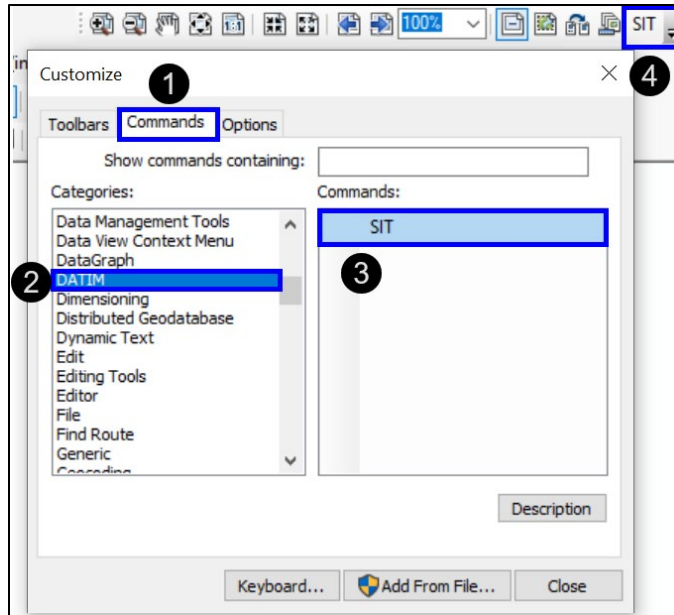 100% SIT
Customize
1
4
Toolbars Commands Options
Show commands containing:
Categories: Commands:
Data Management Tools
SIT
Data View Context Menu
DataGraph
2 DATIM
3
Dimensioning
Distributed Geodatabase
Dynamic Text
Edit
Editing Tools
Editor
File
Find Route
Generic
Geocoding
Description
Keyboard... Add From File... Close